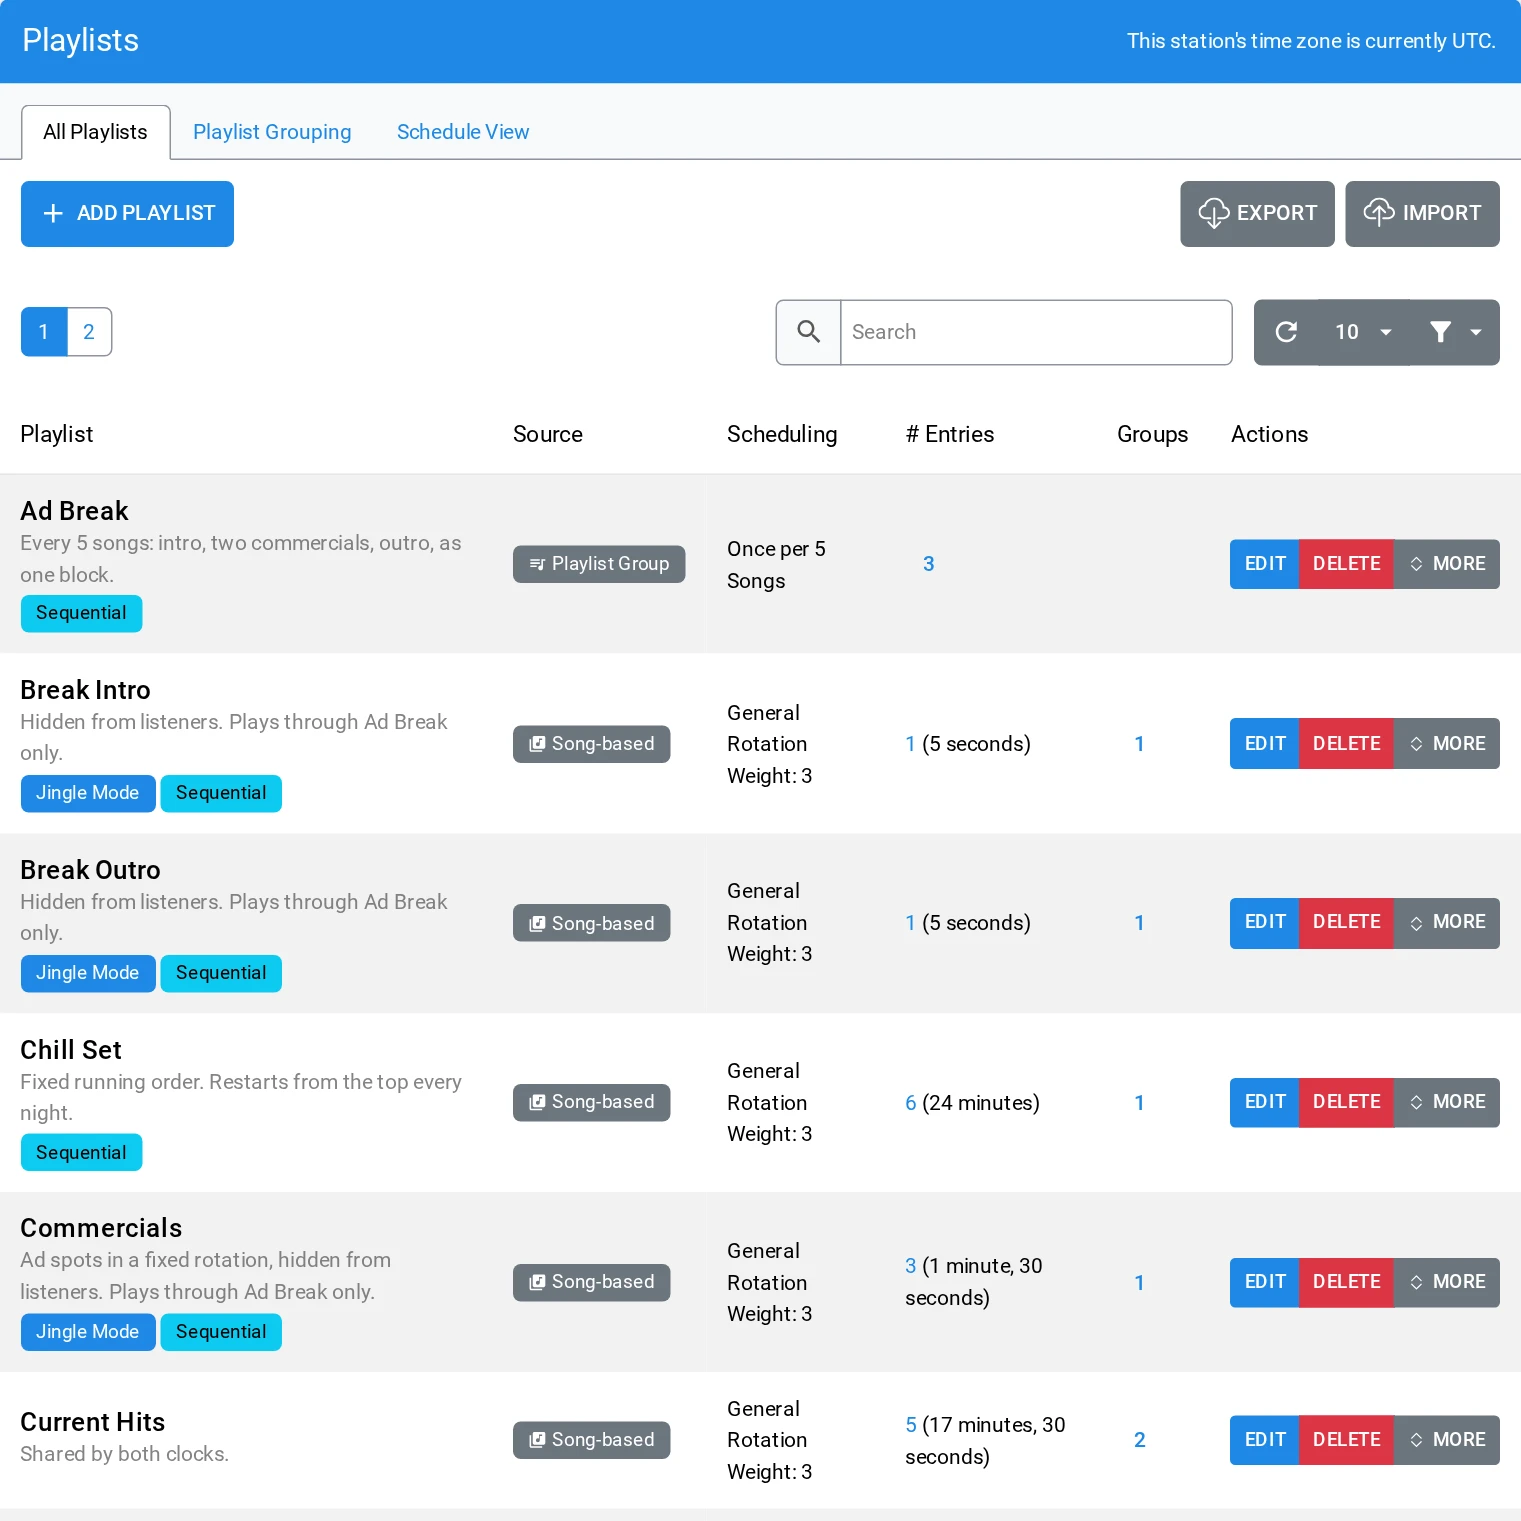 Playlists
This station's time zone is currently UTC.
All Playlists
Playlist Grouping
Schedule View
ADD PLAYLIST
EXPORT
IMPORT
1
2
Search
10
Playlist
Source
Scheduling
# Entries
Groups
Actions
Ad Break
Every 5 songs: intro, two commercials, outro, as
one block.
Sequential
Playlist Group
Once per 5
Songs
3
EDIT
DELETE
MORE
Break Intro
Hidden from listeners. Plays through Ad Break
only.
Jingle Mode
Sequential
Song-based
General
Rotation
Weight: 3
1 (5 seconds)
1
EDIT
DELETE
MORE
Break Outro
Hidden from listeners. Plays through Ad Break
only.
Jingle Mode
Sequential
Song-based
General
Rotation
Weight: 3
1 (5 seconds)
1
EDIT
DELETE
MORE
Chill Set
Fixed running order. Restarts from the top every
night.
Sequential
Song-based
General
Rotation
Weight: 3
6 (24 minutes)
1
EDIT
DELETE
MORE
Commercials
Ad spots in a fixed rotation, hidden from
listeners. Plays through Ad Break only.
Jingle Mode
Sequential
Song-based
General
Rotation
Weight: 3
3 (1 minute, 30
seconds)
1
EDIT
DELETE
MORE
Current Hits
Shared by both clocks.
Song-based
General
Rotation
Weight: 3
5 (17 minutes, 30
seconds)
2
EDIT
DELETE
MORE